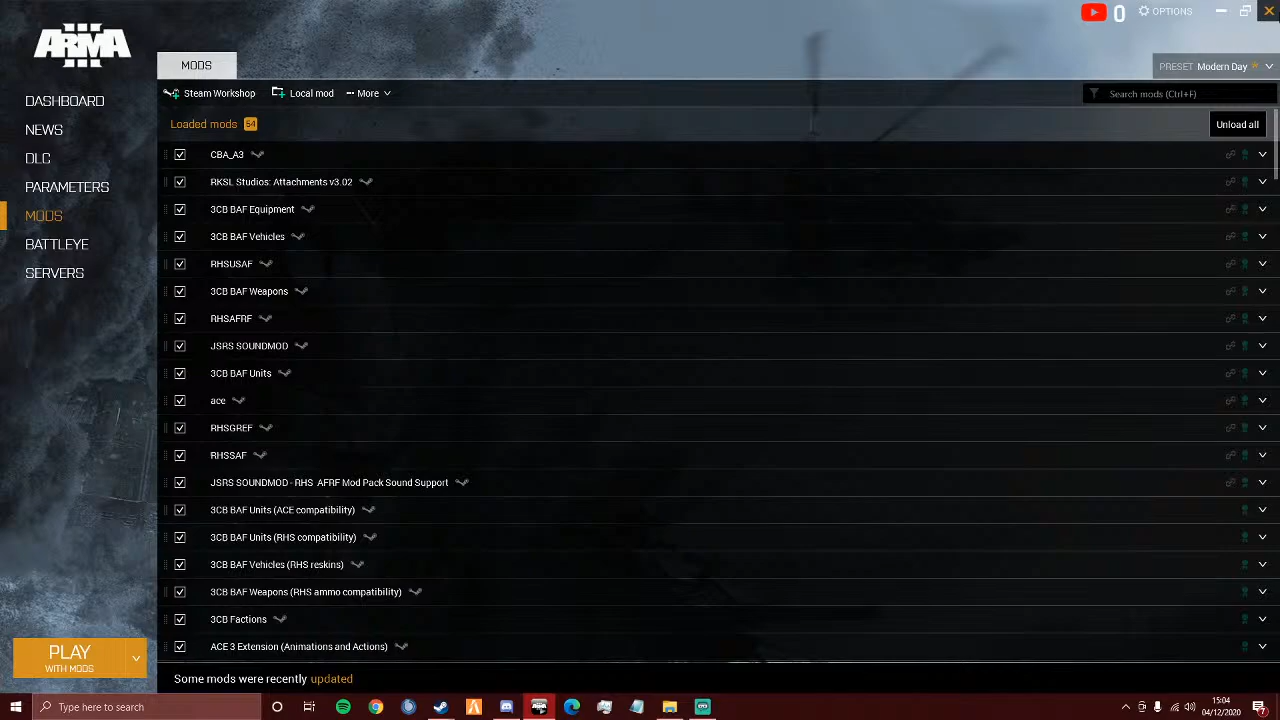 ARMA III
0
OPTIONS
MODS
PRESET Modern Day *
DASHBOARD
NEWS
DLC
PARAMETERS
MODS
BATTLEYE
SERVERS
Steam Workshop
Local mod
More
Search mods (Ctrl+F)
Loaded mods 54
Unload all
CBA_A3
RKSL Studios: Attachments v3.02
3CB BAF Equipment
3CB BAF Vehicles
RHSUSAF
3CB BAF Weapons
RHSAFRF
JSRS SOUNDMOD
3CB BAF Units
ace
RHSGREF
RHSSAF
JSRS SOUNDMOD - RHS AFRF Mod Pack Sound Support
3CB BAF Units (ACE compatibility)
3CB BAF Units (RHS compatibility)
3CB BAF Vehicles (RHS reskins)
3CB BAF Weapons (RHS ammo compatibility)
3CB Factions
ACE 3 Extension (Animations and Actions)
PLAY
WITH MODS
Some mods were recently updated
Type here to search
15:04
04/12/2020